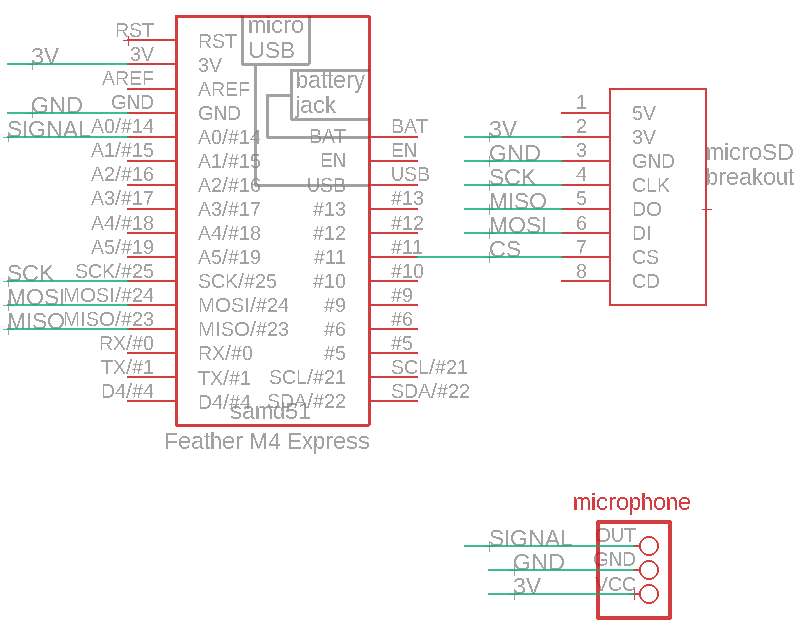 RST
3V 3V
AREF
GND GND
SIGNAL A0/#14
A1/#15
A2/#16
A3/#17
A4/#18
A5/#19
SCK SCK/#25
MOSI MOSI/#24
MISO MISO/#23
RX/#0
TX/#1
D4/#4
micro
USB
battery
jack
RST
3V
AREF
GND
A0/#14 BAT
A1/#15 EN
A2/#16 USB
A3/#17 #13
A4/#18 #12
A5/#19 #11
SCK/#25 #10
MOSI/#24 #9
MISO/#23 #6
RX/#0 #5
TX/#1 SCL/#21
D4/#4 SDA/#22
samd51
Feather M4 Express
BAT
EN
USB
#13
#12
#11
#10
#9
#6
#5
SCL/#21
SDA/#22
1 5V
3V 2 3V
GND 3 GND
SCK 4 CLK
MISO 5 DO
MOSI 6 DI
CS 7 CS
8 CD
microSD
breakout
microphone
SIGNAL OUT
GND GND
3V VCC